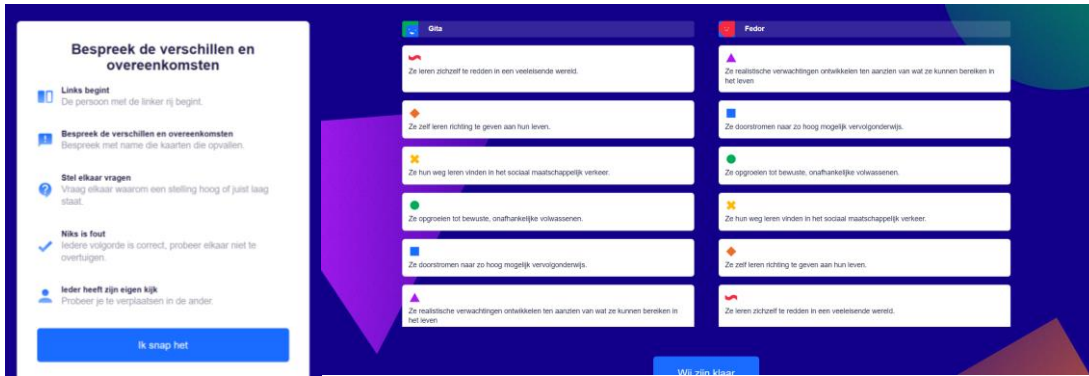 Bespreek de verschillen en
overeenkomsten
Links begint
De persoon met de linker rij begint.
Bespreek de verschillen en overeenkomsten
Bespreek met name die kaarten die opvallen.
Stel elkaar vragen
Vraag elkaar waarom een stelling hoog of juist laag
staat.
Niks is fout
Iedere volgorde is correct, probeer elkaar niet te
overtuigen.
Ieder heeft zijn eigen kijk
Probeer je te verplaatsen in de ander.
Ik snap het
Gita
Ze leren zichzelf te redden in een veeleisende wereld.
Ze zelf leren richting te geven aan hun leven.
Ze hun weg leren vinden in het sociaal maatschappelijk verkeer.
Ze opgroeien tot bewuste, onafhankelijke volwassenen.
Ze doorstromen naar zo hoog mogelijk vervolgonderwijs.
Ze realistische verwachtingen ontwikkelen ten aanzien van wat ze kunnen bereiken in
het leven
Fedor
Ze realistische verwachtingen ontwikkelen ten aanzien van wat ze kunnen bereiken in
het leven
Ze doorstromen naar zo hoog mogelijk vervolgonderwijs.
Ze opgroeien tot bewuste, onafhankelijke volwassenen.
Ze hun weg leren vinden in het sociaal maatschappelijk verkeer.
Ze zelf leren richting te geven aan hun leven.
Ze leren zichzelf te redden in een veeleisende wereld.
Wij zijn klaar